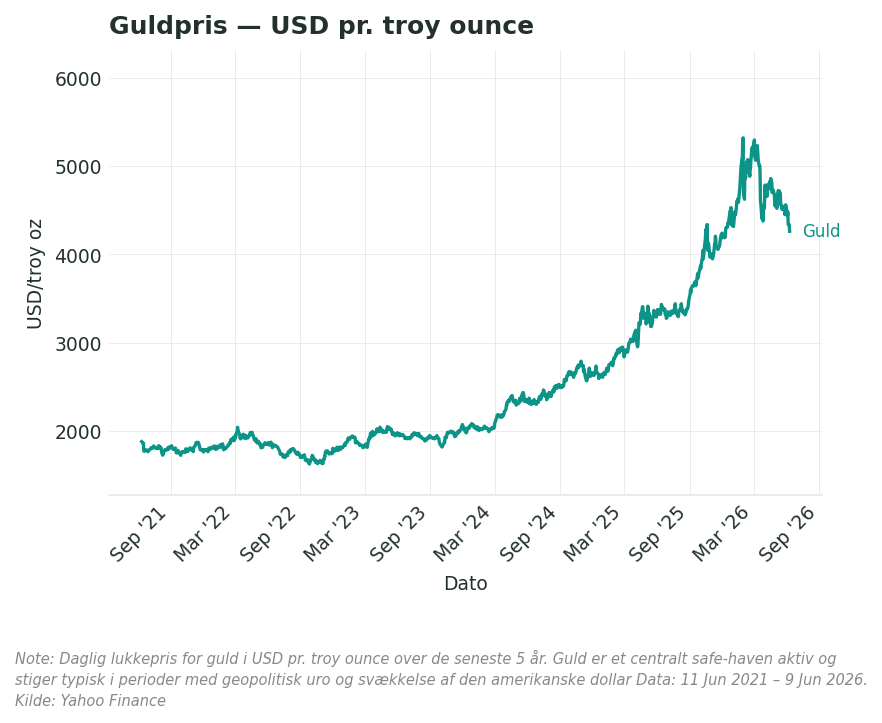 Guldpris — USD pr. troy ounce
USD/troy oz
6000
5000
4000
3000
2000
Guld
Sep '21
Mar '22
Sep '22
Mar '23
Sep '23
Mar '24
Sep '24
Mar '25
Sep '25
Mar '26
Sep '26
Dato
Note: Daglig lukkepris for guld i USD pr. troy ounce over de seneste 5 år. Guld er et centralt safe-haven aktiv og
stiger typisk i perioder med geopolitisk uro og svækkelse af den amerikanske dollar Data: 11 Jun 2021 – 9 Jun 2026.
Kilde: Yahoo Finance